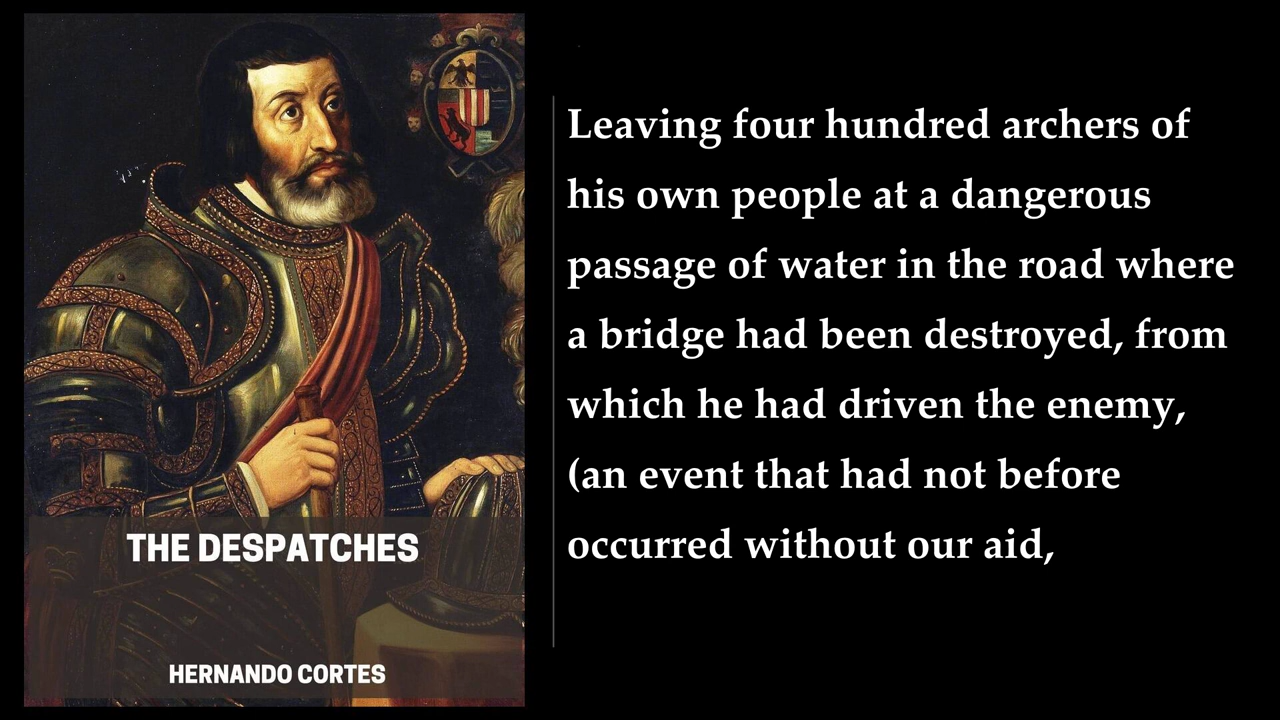 THE DESPATCHES
HERNANDO CORTES
Leaving four hundred archers of
his own people at a dangerous
passage of water in the road where
a bridge had been destroyed, from
which he had driven the enemy,
(an event that had not before
occurred without our aid,